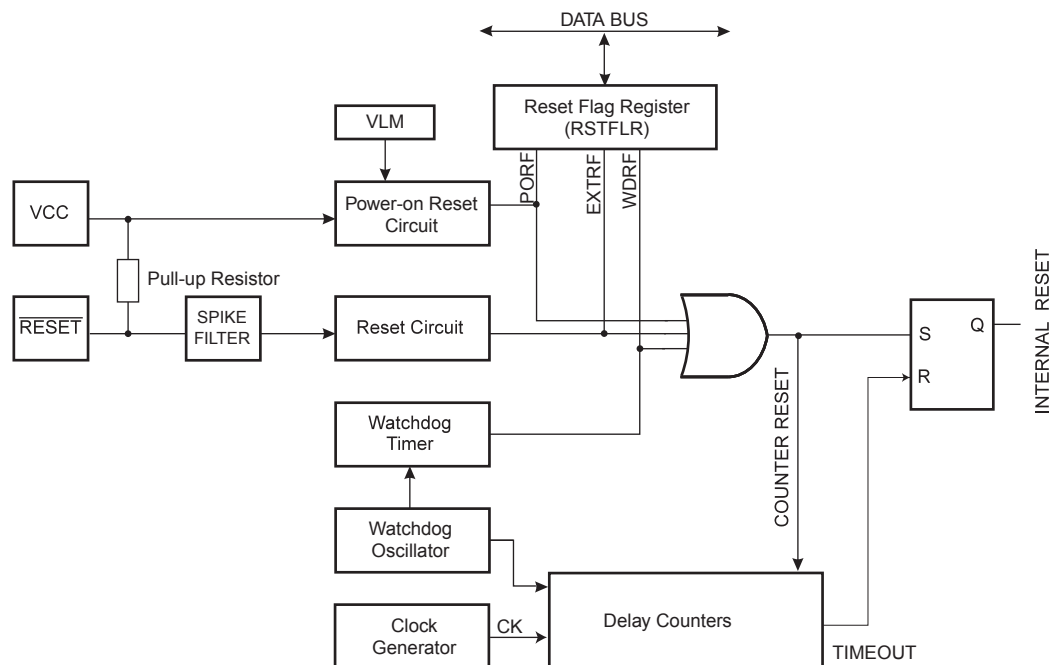 DATA BUS
Reset Flag Register
(RSTFLR)
VLM
PORF
EXTRF
WDRF
VCC
Power-on Reset
Circuit
Pull-up Resistor
RESET
SPIKE
FILTER
Reset Circuit
S
Q
R
INTERNAL RESET
Watchdog
Timer
COUNTER RESET
Watchdog
Oscillator
Clock
Generator
CK
Delay Counters
TIMEOUT